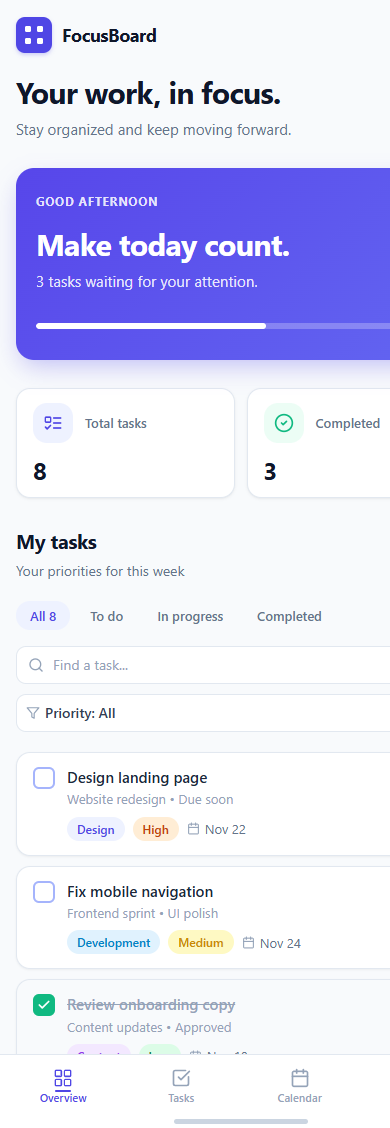 FocusBoard
Your work, in focus.
Stay organized and keep moving forward.
GOOD AFTERNOON
Make today count.
3 tasks waiting for your attention.
Total tasks
Completed
8
3
My tasks
Your priorities for this week
All 8 To do In progress Completed
Find a task...
Priority: All
Design landing page
Website redesign • Due soon
Design High Nov 22
Fix mobile navigation
Frontend sprint • UI polish
Development Medium Nov 24
Review onboarding copy
Content updates • Approved
Overview Tasks Calendar